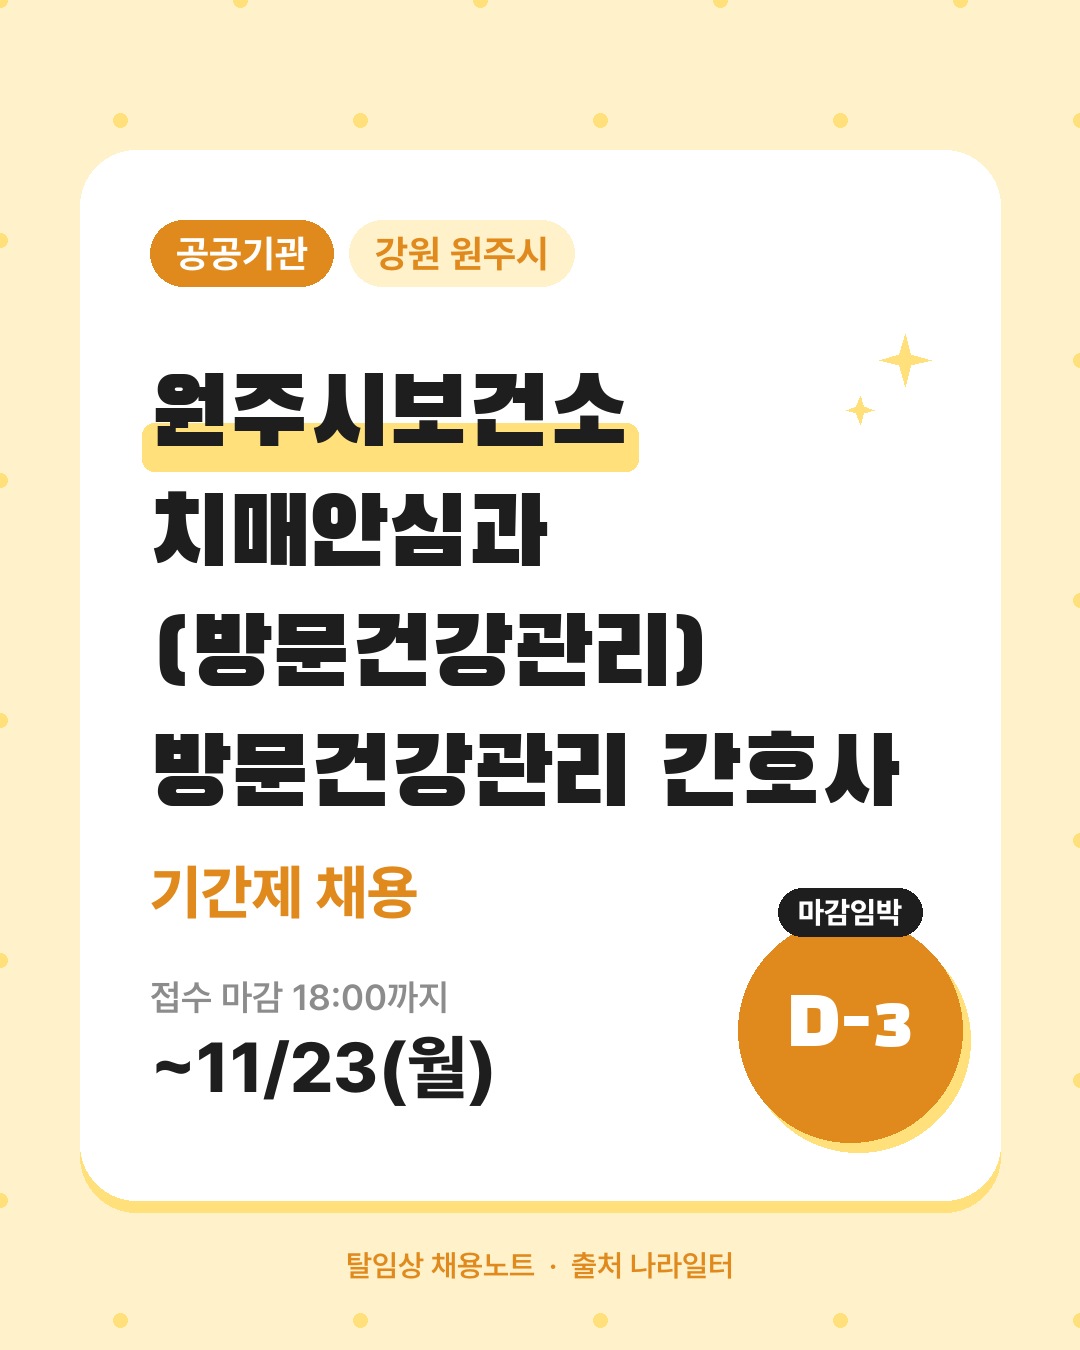 공공기관
강원 원주시
원주시보건소
치매안심과
(방문건강관리)
방문건강관리 간호사
기간제 채용
접수 마감 18:00까지
~11/23(월)
마감임박
D-3
탈임상 채용노트 · 출처 나라일터